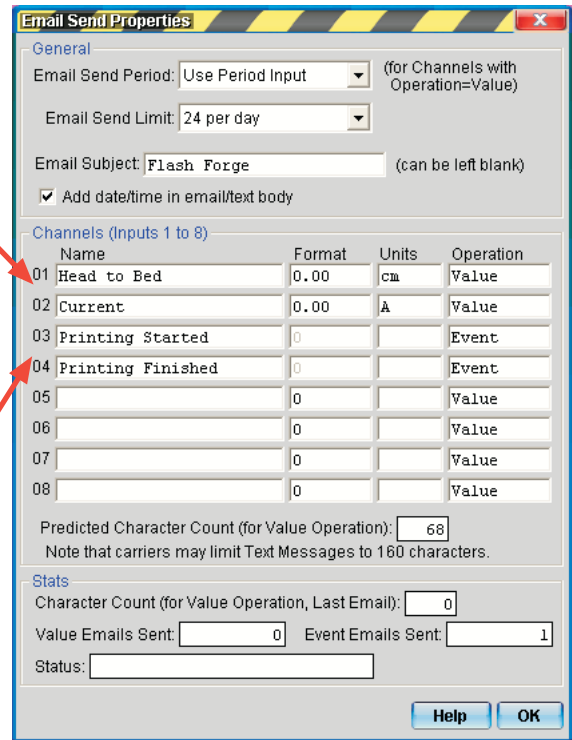 Email Send Properties
General
Email Send Period: Use Period Input (for Channels with
Operation=Value)
Email Send Limit: 24 per day
Email Subject: Flash Forge (can be left blank)
Add date/time in email/text body
Channels (Inputs 1 to 8)
Name Format Units Operation
01 Head to Bed 0.00 cm Value
02 Current 0.00 A Value
03 Printing Started 0 Event
04 Printing Finished 0 Event
05 0 Value
06 0 Value
07 0 Value
08 0 Value
Predicted Character Count (for Value Operation): 68
Note that carriers may limit Text Messages to 160 characters.
Stats
Character Count (for Value Operation, Last Email): 0
Value Emails Sent: 0 Event Emails Sent: 1
Status:
Help OK